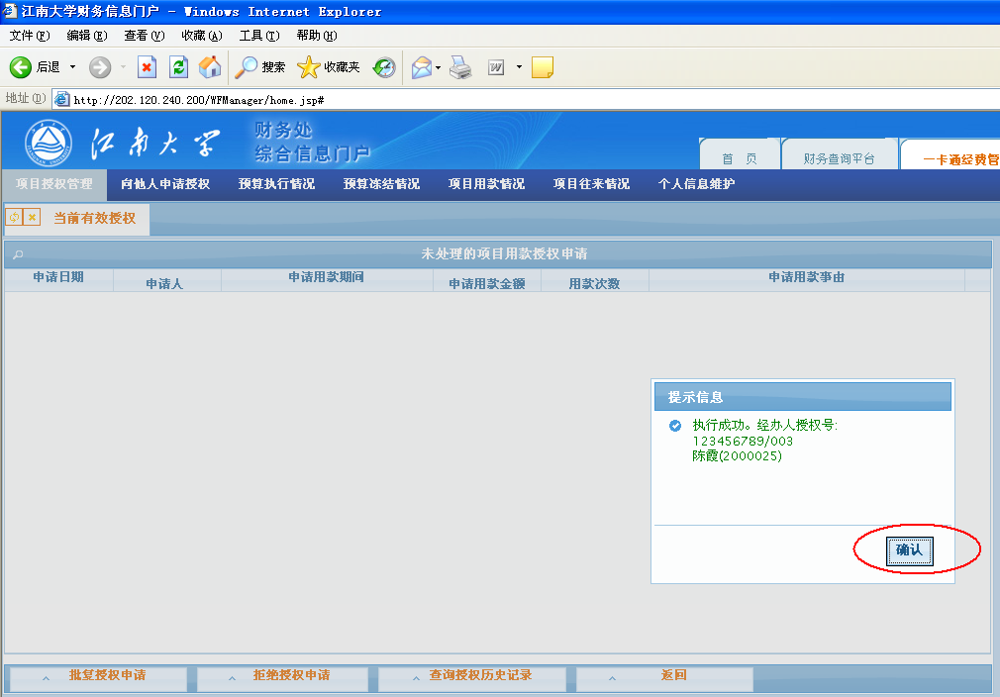 江南大学财务信息门户 - Windows Internet Explorer
文件(F) 编辑(E) 查看(V) 收藏(A) 工具(T) 帮助(H)
后退 搜索 收藏夹
地址(D) http://202.120.240.200/WFManager/home.jsp#
江南大学 财务处
综合信息门户
首 页 财务查询平台 一卡通经费管
项目授权管理 向他人申请授权 预算执行情况 预算冻结情况 项目用款情况 项目往来情况 个人信息维护
当前有效授权
未处理的项目用款授权申请
申请日期 申请人 申请用款期间 申请用款金额 用款次数 申请用款事由
提示信息
执行成功。经办人授权号:
123456789/003
陈霞(2000025)
确认
批复授权申请 拒绝授权申请 查询授权历史记录 返回